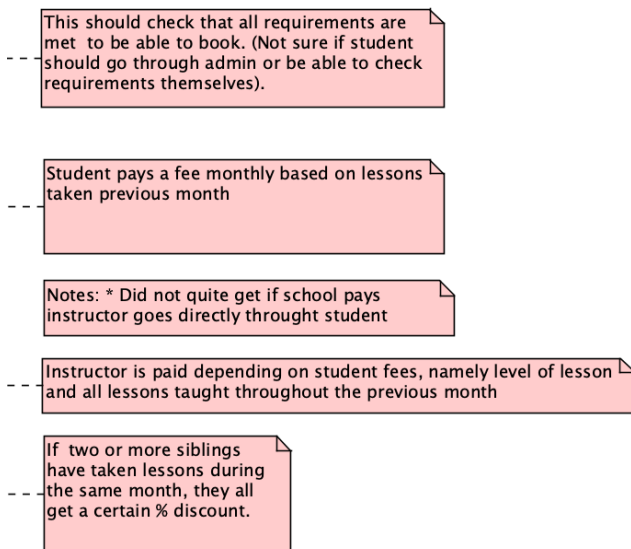 This should check that all requirements are
met to be able to book. (Not sure if student
should go through admin or be able to check
requirements themselves).
Student pays a fee monthly based on lessons
taken previous month
Notes: * Did not quite get if school pays
instructor goes directly throught student
Instructor is paid depending on student fees, namely level of lesson
and all lessons taught throughout the previous month
If two or more siblings
have taken lessons during
the same month, they all
get a certain % discount.